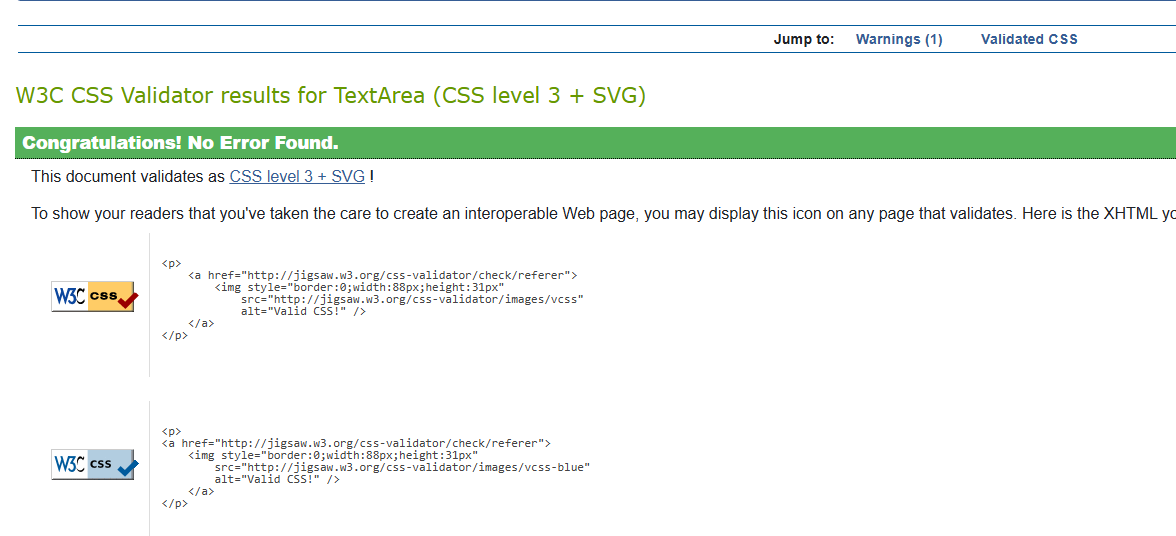 Jump to: Warnings (1) Validated CSS
W3C CSS Validator results for TextArea (CSS level 3 + SVG)
Congratulations! No Error Found.
This document validates as CSS level 3 + SVG !
To show your readers that you've taken the care to create an interoperable Web page, you may display this icon on any page that validates. Here is the XHTML
W3C css
<p>
<a href="http://jigsaw.w3.org/css-validator/check/referer">
<img style="border:0;width:88px;height:31px"
src="http://jigsaw.w3.org/css-validator/images/vcss"
alt="Valid CSS!" />
</a>
</p>
W3C css
<p>
<a href="http://jigsaw.w3.org/css-validator/check/referer">
<img style="border:0;width:88px;height:31px"
src="http://jigsaw.w3.org/css-validator/images/vcss-blue"
alt="Valid CSS!" />
</a>
</p>